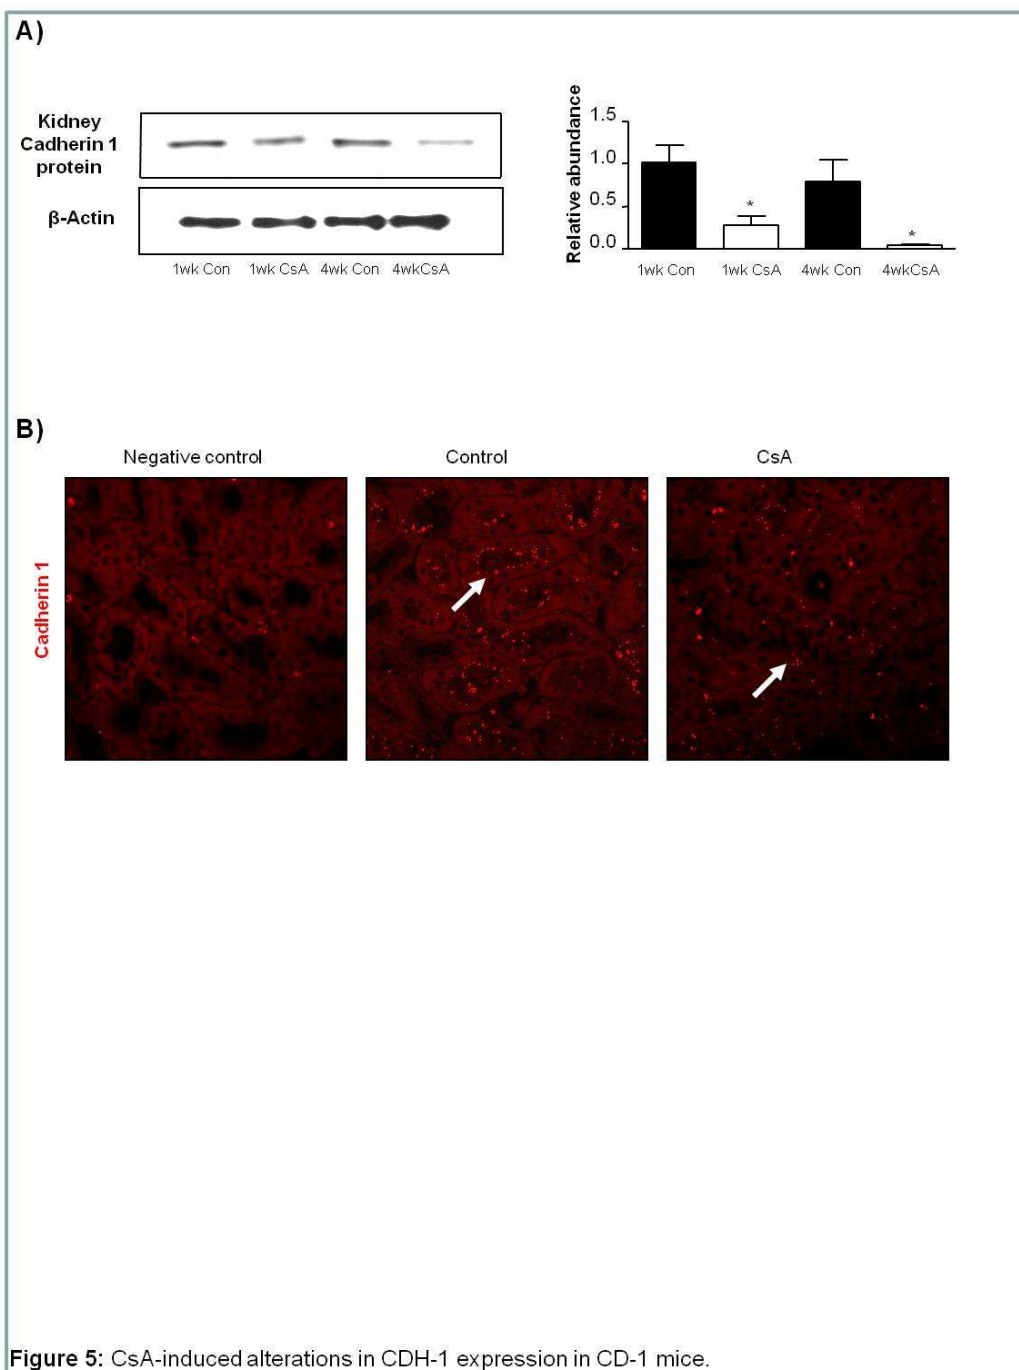 A)
Kidney
Cadherin 1
protein
β-Actin
1wk Con 1wk CsA 4wk Con 4wkCsA
Relative abundance
1.5
1.0
0.5
0.0
*
*
1wk Con 1wk CsA 4wk Con 4wkCsA
B)
Negative control Control CsA
Cadherin 1
Figure 5: CsA-induced alterations in CDH-1 expression in CD-1 mice.